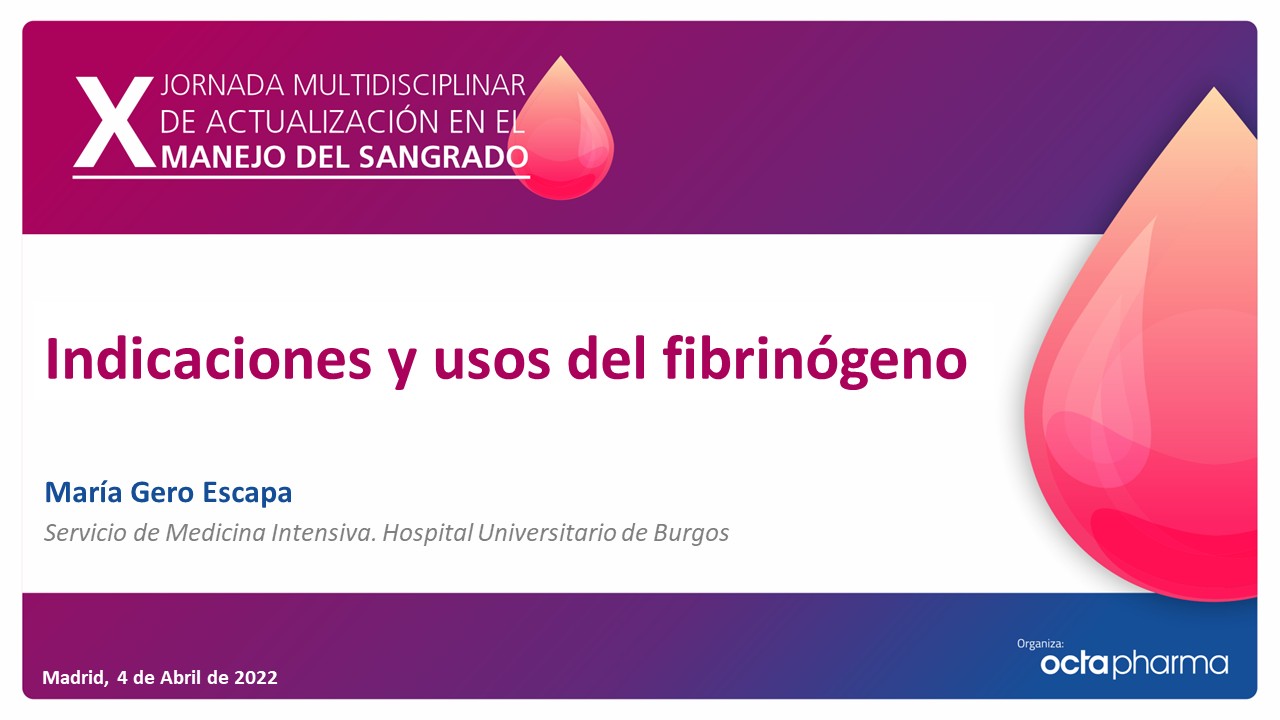 X JORNADA MULTIDISCIPLINAR
DE ACTUALIZACIÓN EN EL
MANEJO DEL SANGRADO
Indicaciones y usos del fibrinógeno
María Gero Escapa
Servicio de Medicina Intensiva. Hospital Universitario de Burgos
Organiza:
octapharma
Madrid, 4 de Abril de 2022